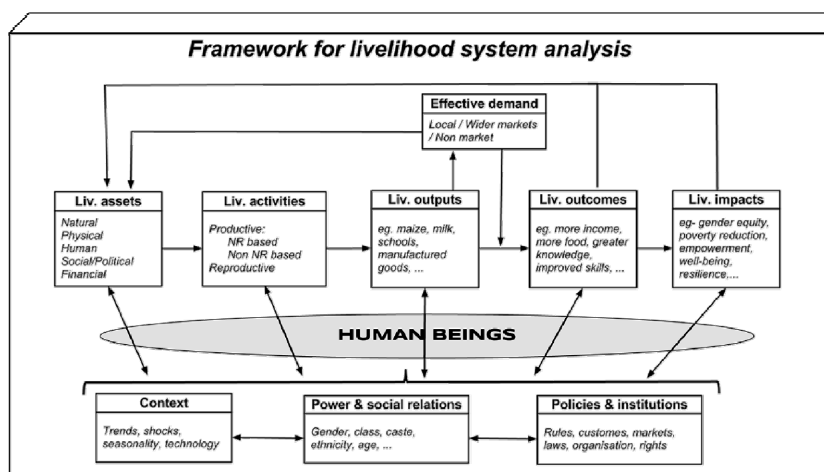 Framework for livelihood system analysis
Effective demand
Local / Wider markets
/ Non market
Liv. assets
Natural
Physical
Human
Social/Political
Financial
Liv. activities
Productive:
NR based
Non NR based
Reproductive
Liv. outputs
eg. maize, milk,
schools,
manufactured
goods, ...
Liv. outcomes
eg. more income,
more food, greater
knowledge,
improved skills, ...
Liv. impacts
eg- gender equity,
poverty reduction,
empowerment,
well-being,
resilience,...
HUMAN BEINGS
Context
Trends, shocks,
seasonality, technology
Power & social relations
Gender, class, caste,
ethnicity, age, ...
Policies & institutions
Rules, customes, markets,
laws, organisation, rights